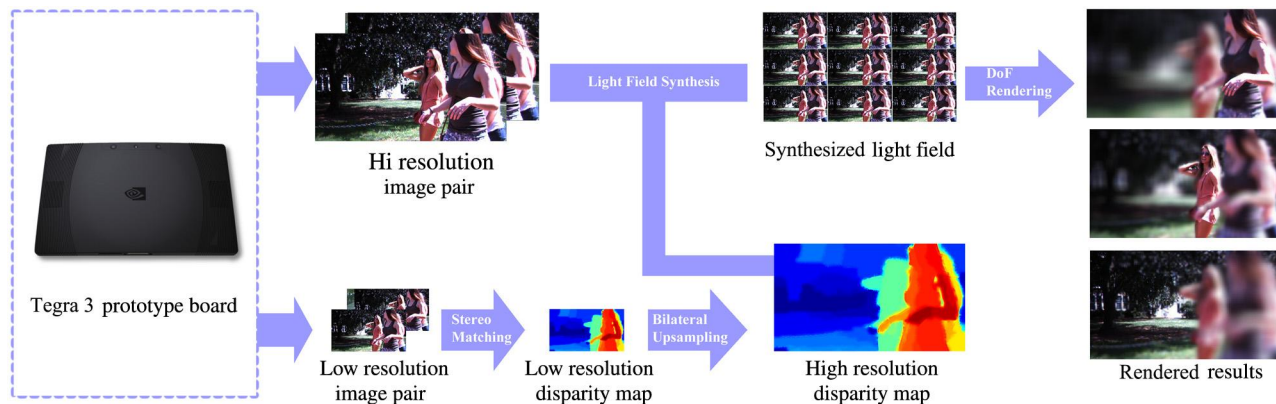 Light Field Synthesis
DoF
Rendering
Hi resolution
image pair
Synthesized light field
Tegra 3 prototype board
Stereo
Matching
Bilateral
Upsampling
Low resolution
image pair
Low resolution
disparity map
High resolution
disparity map
Rendered results